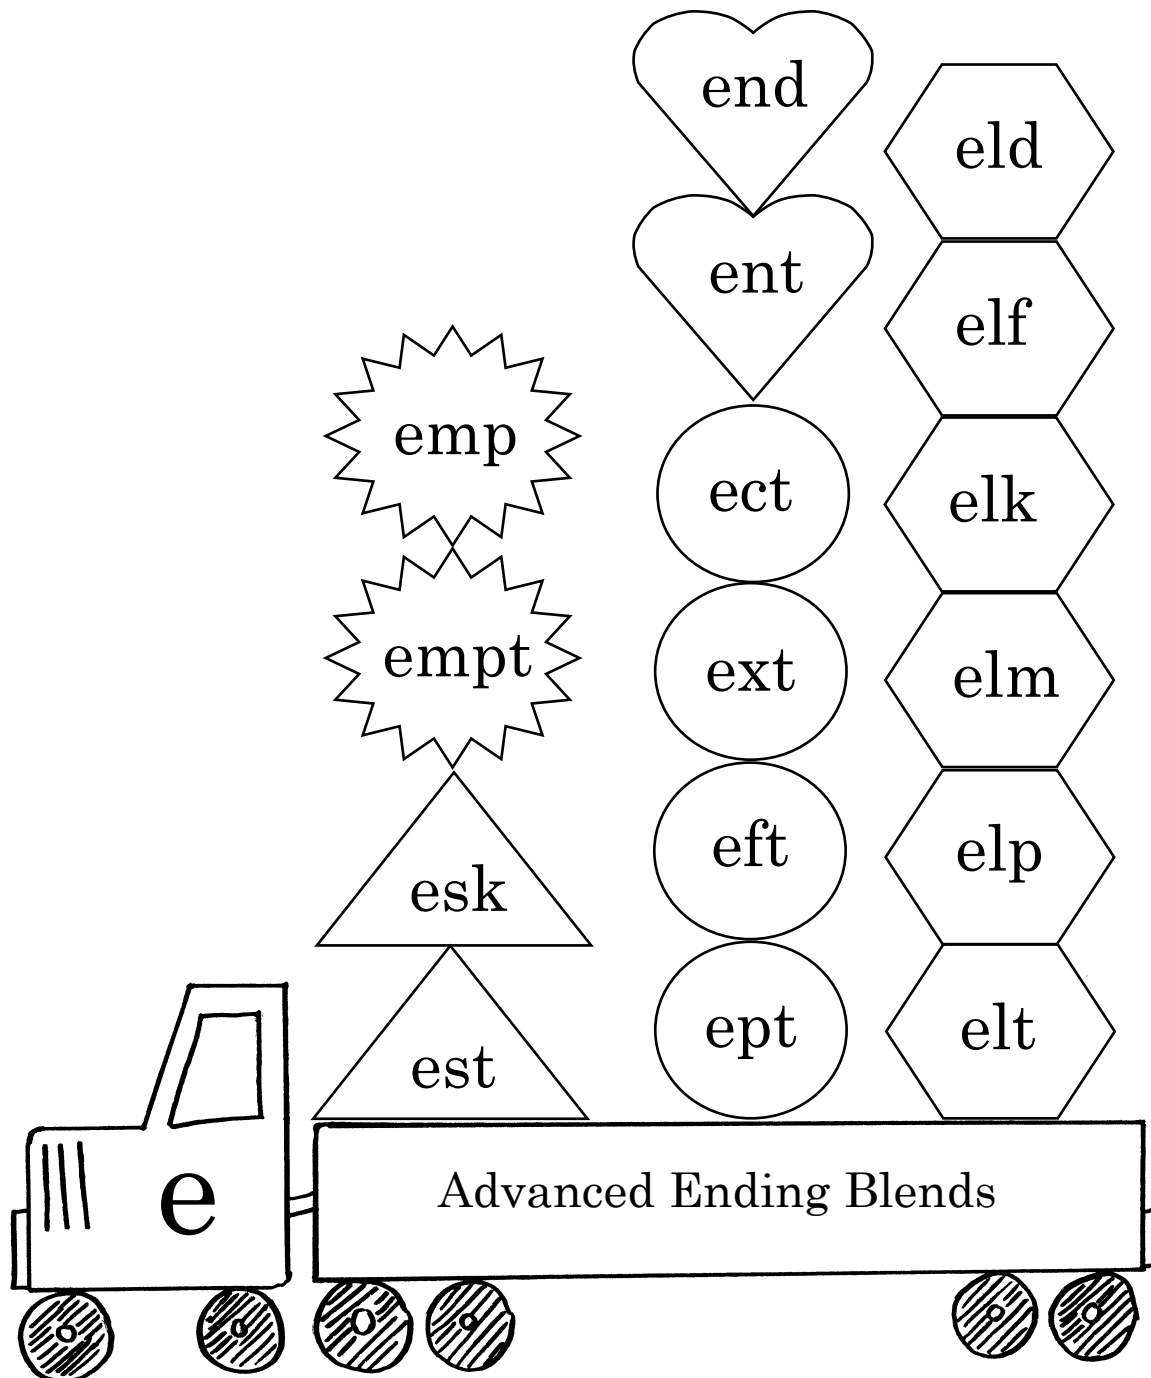 emp
empt
esk
est
end
ent
ect
ext
eft
ept
eld
elf
elk
elm
elp
elt
e
Advanced Ending Blends